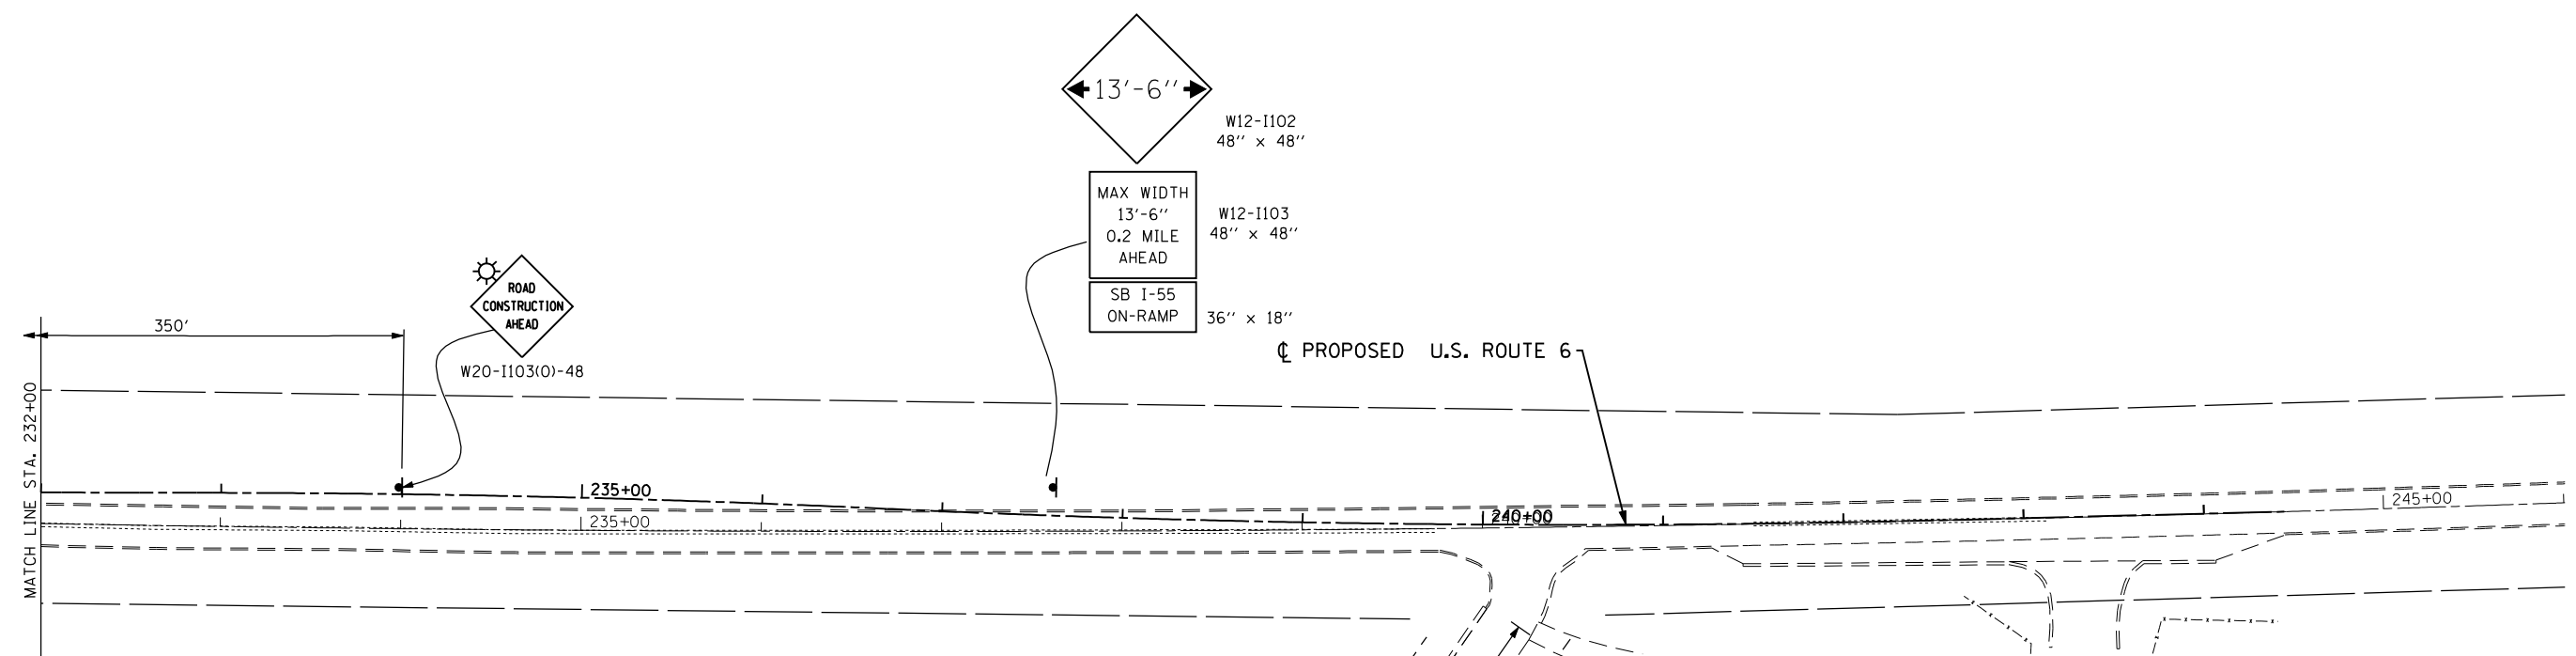 13'-6"
W12-I102
48" x 48"
MAX WIDTH
13'-6"
0.2 MILE
AHEAD
W12-I103
48" x 48"
SB I-55
ON-RAMP
36" x 18"
350'
ROAD
CONSTRUCTION
AHEAD
W20-I103(O)-48
℄ PROPOSED U.S. ROUTE 6
MATCH LINE STA. 232+00
235+00
235+00
240+00
240+00
245+00